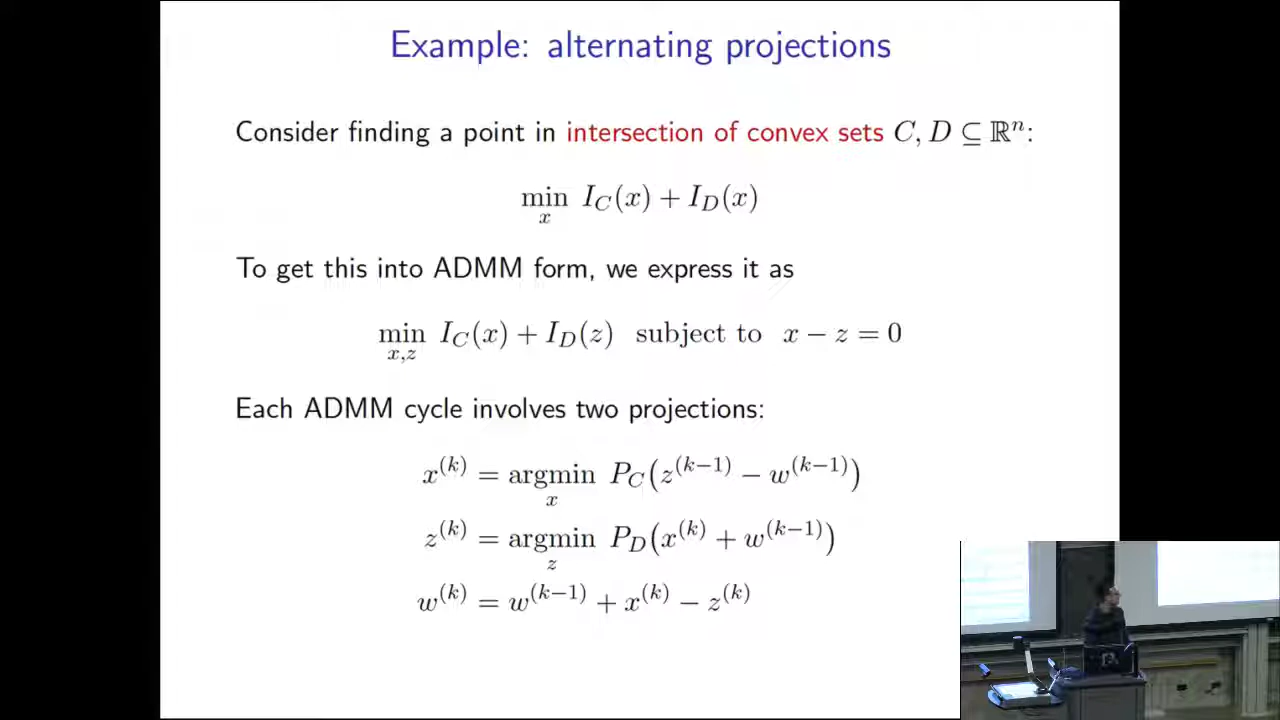 Example: alternating projections
Consider finding a point in intersection of convex sets C, D ⊆ ℝⁿ:
min_x I_C(x) + I_D(x)
To get this into ADMM form, we express it as
min_{x,z} I_C(x) + I_D(z) subject to x − z = 0
Each ADMM cycle involves two projections:
x^{(k)} = argmin_x P_C(z^{(k−1)} − w^{(k−1)})
z^{(k)} = argmin_z P_D(x^{(k)} + w^{(k−1)})
w^{(k)} = w^{(k−1)} + x^{(k)} − z^{(k)}